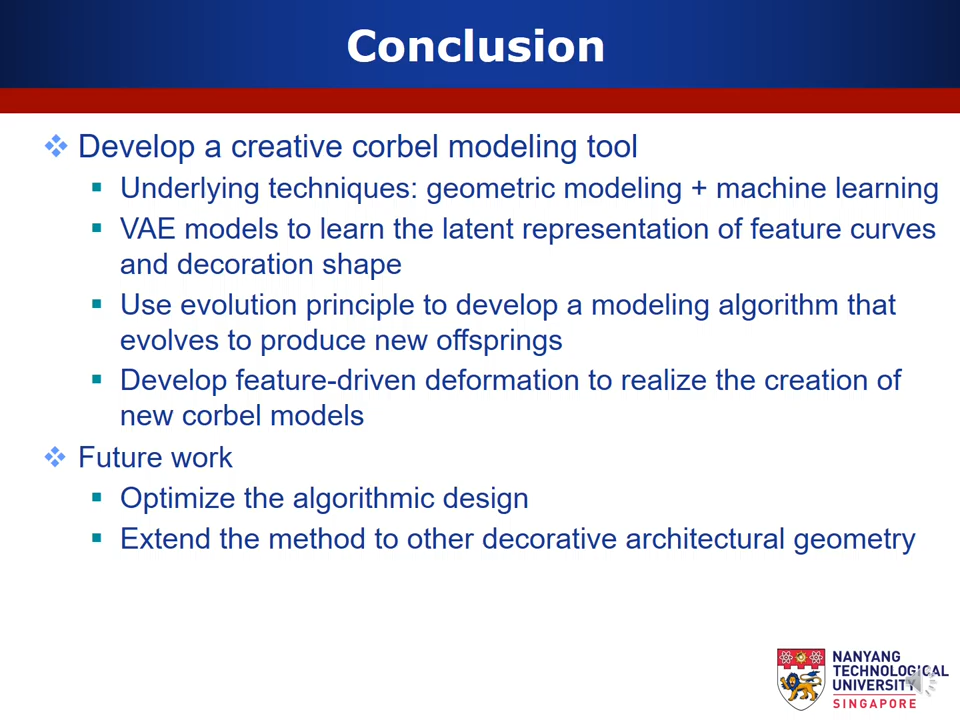 Conclusion
Develop a creative corbel modeling tool
Underlying techniques: geometric modeling + machine learning
VAE models to learn the latent representation of feature curves
and decoration shape
Use evolution principle to develop a modeling algorithm that
evolves to produce new offsprings
Develop feature-driven deformation to realize the creation of
new corbel models
Future work
Optimize the algorithmic design
Extend the method to other decorative architectural geometry
NANYANG
TECHNOLOGICAL
UNIVERSITY
SINGAPORE